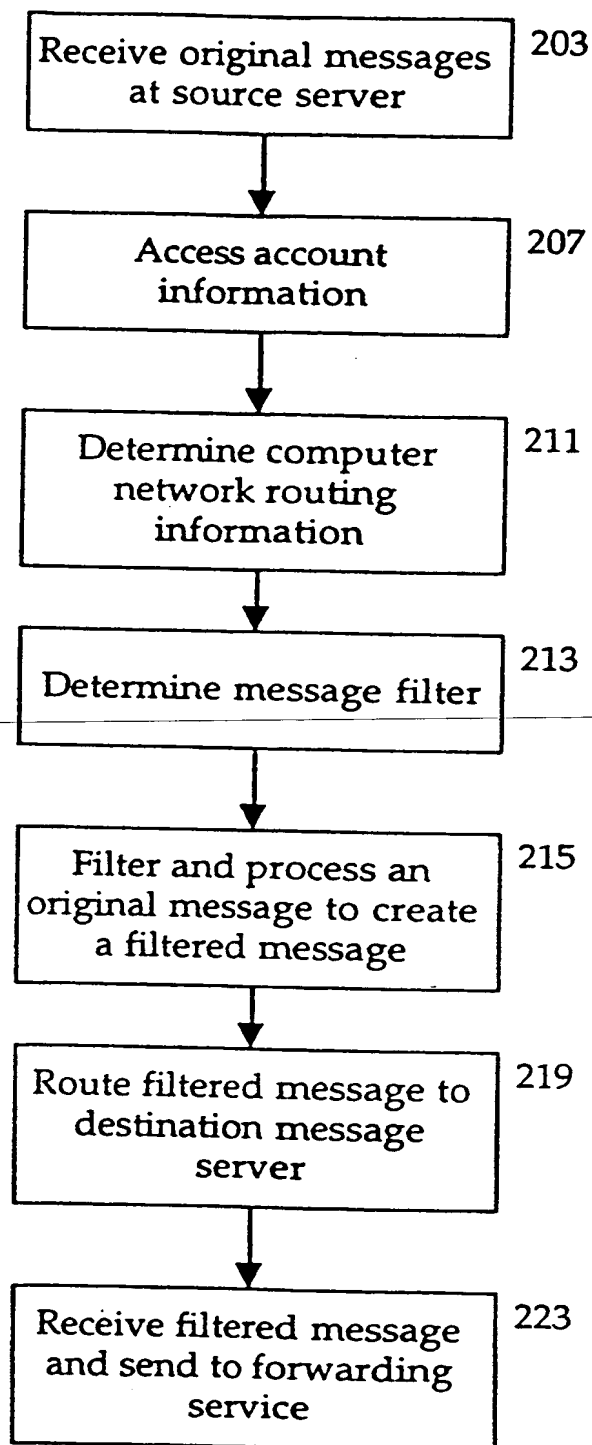 Receive original messages
at source server
203
Access account
information
207
Determine computer
network routing
information
211
Determine message filter
213
Filter and process an
original message to create
a filtered message
215
Route filtered message to
destination message
server
219
Receive filtered message
and send to forwarding
service
223